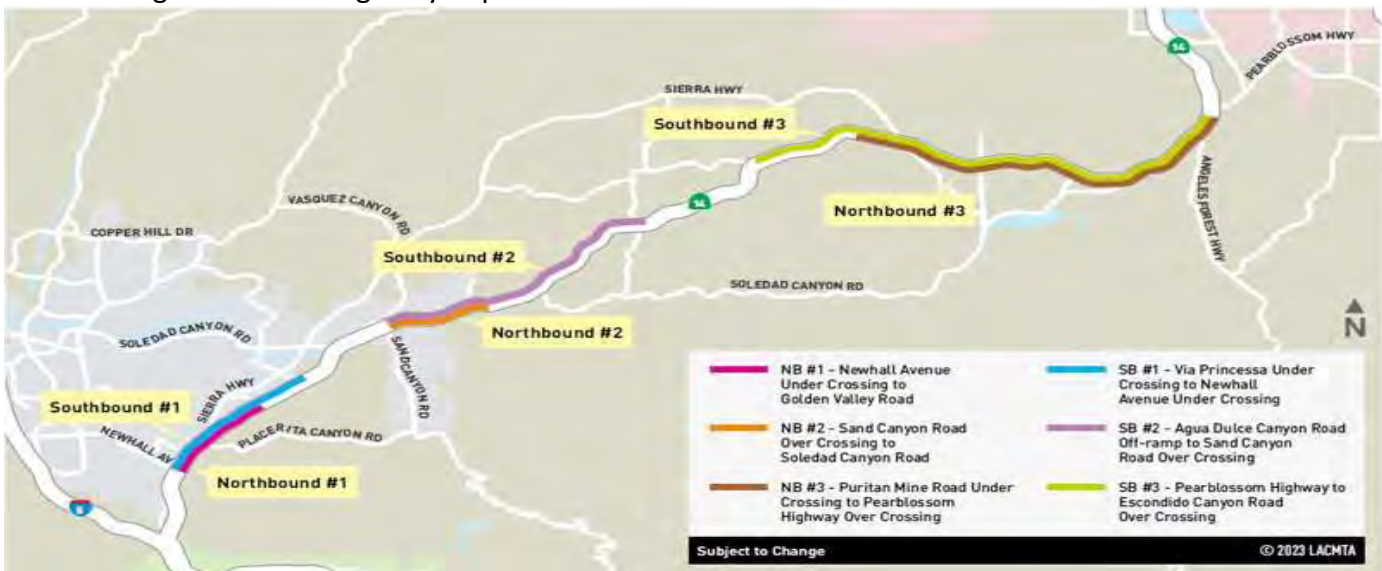 14
PEARBLOSSOM HWY
SIERRA HWY
Southbound #3
ANGELES FOREST HWY
14
Northbound #3
VASQUEZ CANYON RD
COPPER HILL DR
Southbound #2
SOLEDAD CANYON RD
Northbound #2
N
SOLEDAD CANYON RD
SANDCANYON RD
SIERRA HWY
Southbound #1
NEWHALL AV
PLACERITA CANYON RD
Northbound #1
5
NB #1 - Newhall Avenue
Under Crossing to
Golden Valley Road
NB #2 - Sand Canyon Road
Over Crossing to
Soledad Canyon Road
NB #3 - Puritan Mine Road Under
Crossing to Pearblossom
Highway Over Crossing
SB #1 - Via Princessa Under
Crossing to Newhall
Avenue Under Crossing
SB #2 - Agua Dulce Canyon Road
Off-ramp to Sand Canyon
Road Over Crossing
SB #3 - Pearblossom Highway to
Escondido Canyon Road
Over Crossing
Subject to Change
© 2023 LACMTA